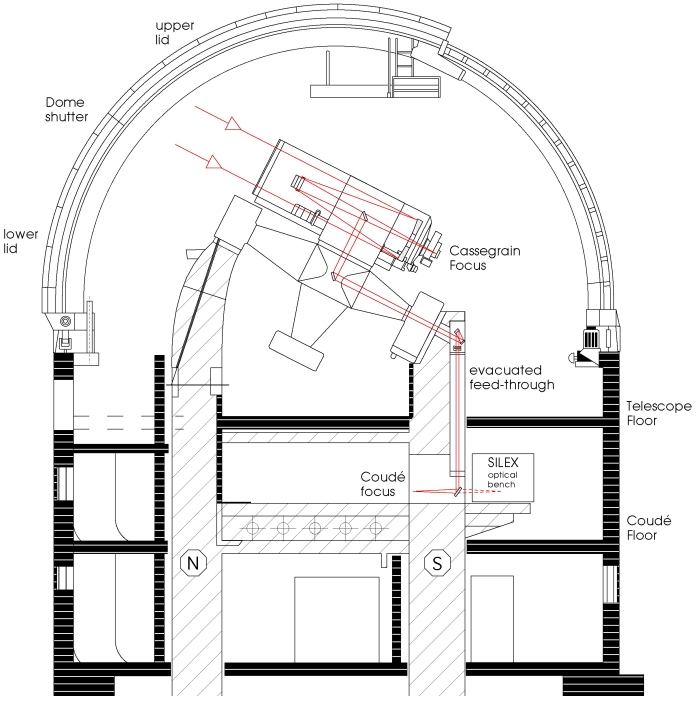 upper
lid
Dome
shutter
lower
lid
Cassegrain
Focus
evacuated
feed-through
Telescope
Floor
SILEX
optical
bench
Coudé
focus
Coudé
Floor
N
S